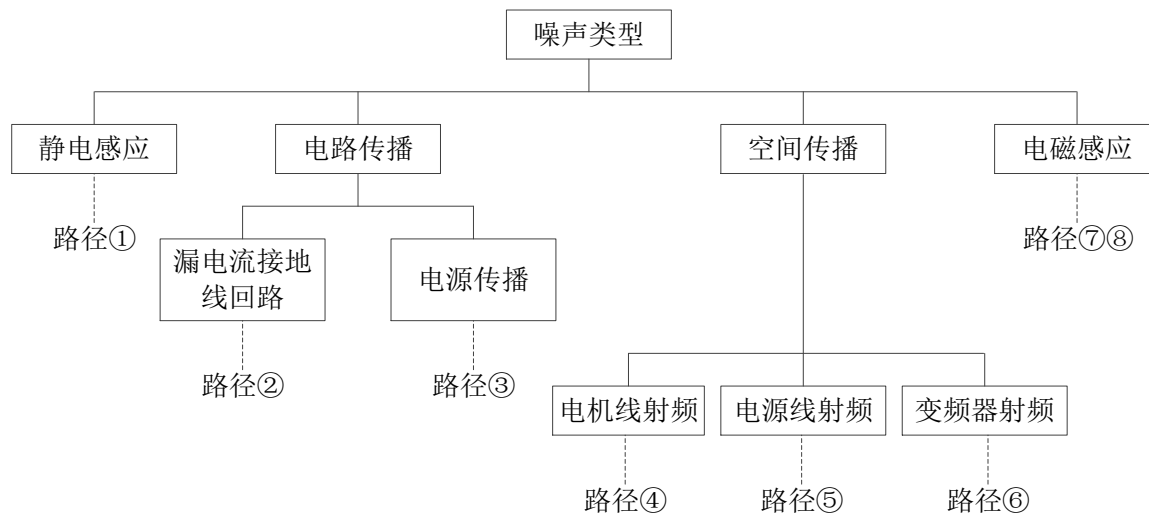 噪声类型
静电感应
电路传播
空间传播
电磁感应
路径①
路径⑦⑧
漏电流接地
线回路
电源传播
路径②
路径③
电机线射频
电源线射频
变频器射频
路径④
路径⑤
路径⑥